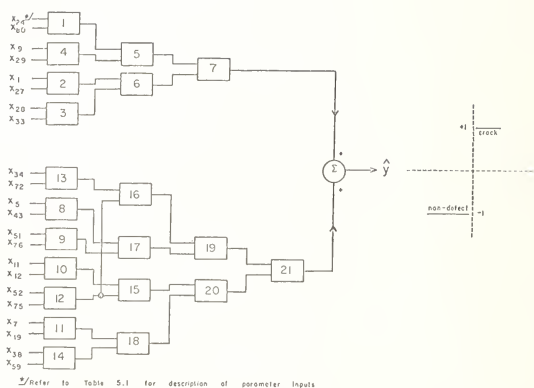 x24 */
x60
1
x9
x29
4
5
7
x1
x27
2
6
x20
x33
3
+1
crack
+
Σ
ŷ
+
non-defect
-1
x34
x72
13
16
x5
x43
8
x51
x76
9
17
19
x11
x12
10
21
x52
x75
12
15
20
x7
x19
11
18
x38
x59
14
*/Refer to Table 5.1 for description of parameter inputs